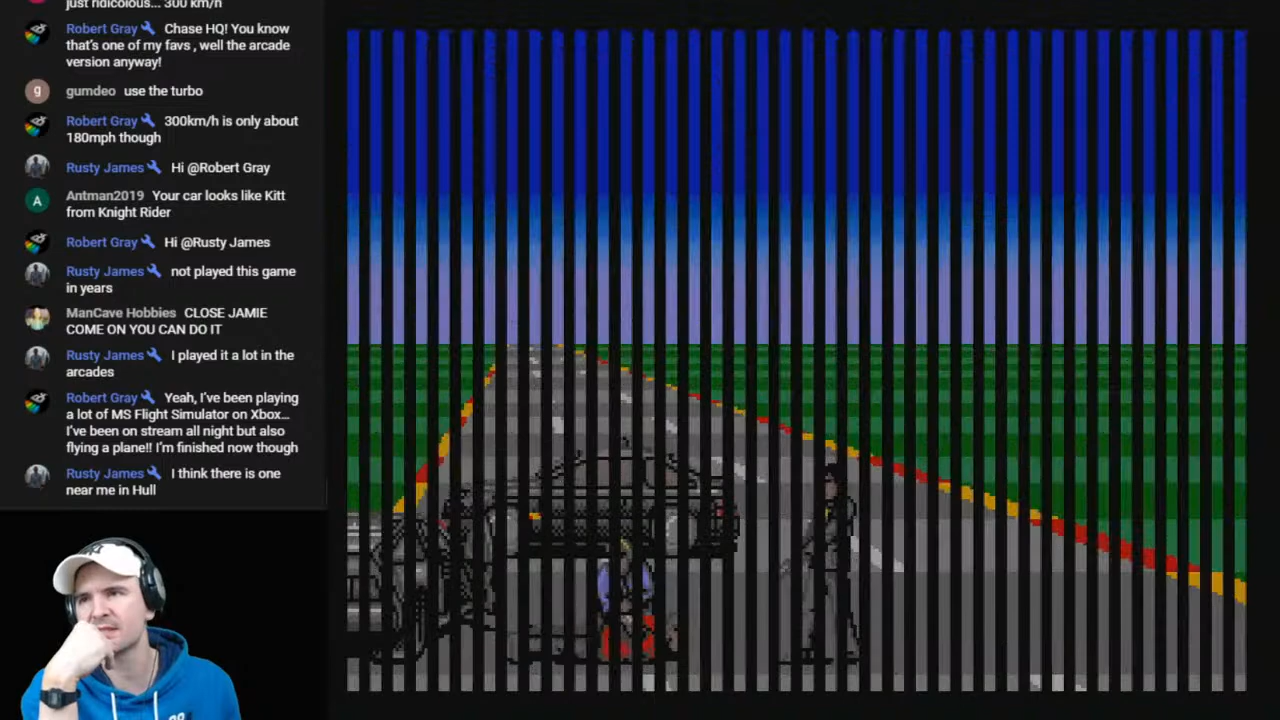 just ridiculous... 300 km/h
Robert Gray Chase HQ! You know
that's one of my favs , well the arcade
version anyway!
g gumdeo use the turbo
Robert Gray 300km/h is only about
180mph though
Rusty James Hi @Robert Gray
A Antman2019 Your car looks like Kitt
from Knight Rider
Robert Gray Hi @Rusty James
Rusty James not played this game
in years
ManCave Hobbies CLOSE JAMIE
COME ON YOU CAN DO IT
Rusty James I played it a lot in the
arcades
Robert Gray Yeah, I've been playing
a lot of MS Flight Simulator on Xbox...
I've been on stream all night but also
flying a plane!! I'm finished now though
Rusty James I think there is one
near me in Hull